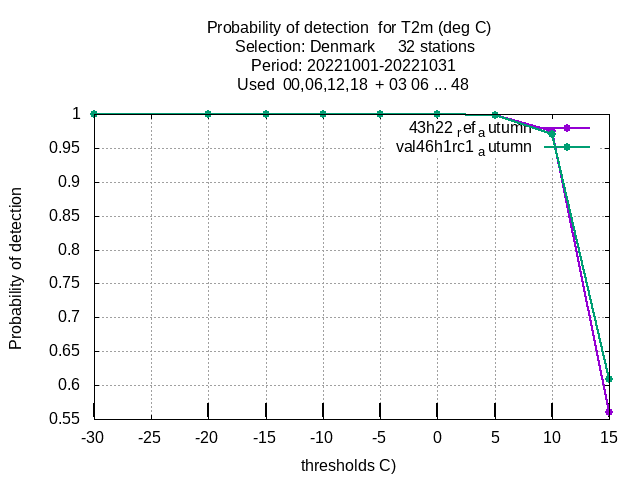 Probability of detection  for T2m (deg C)
Selection: Denmark     32 stations
Period: 20221001-20221031
Used  00,06,12,18  + 03 06 ... 48
43h22 ref autumn
val46h1rc1 autumn
1
0.95
0.9
0.85
0.8
0.75
0.7
0.65
0.6
0.55
Probability of detection
-30 -25 -20 -15 -10 -5 0 5 10 15
thresholds C)